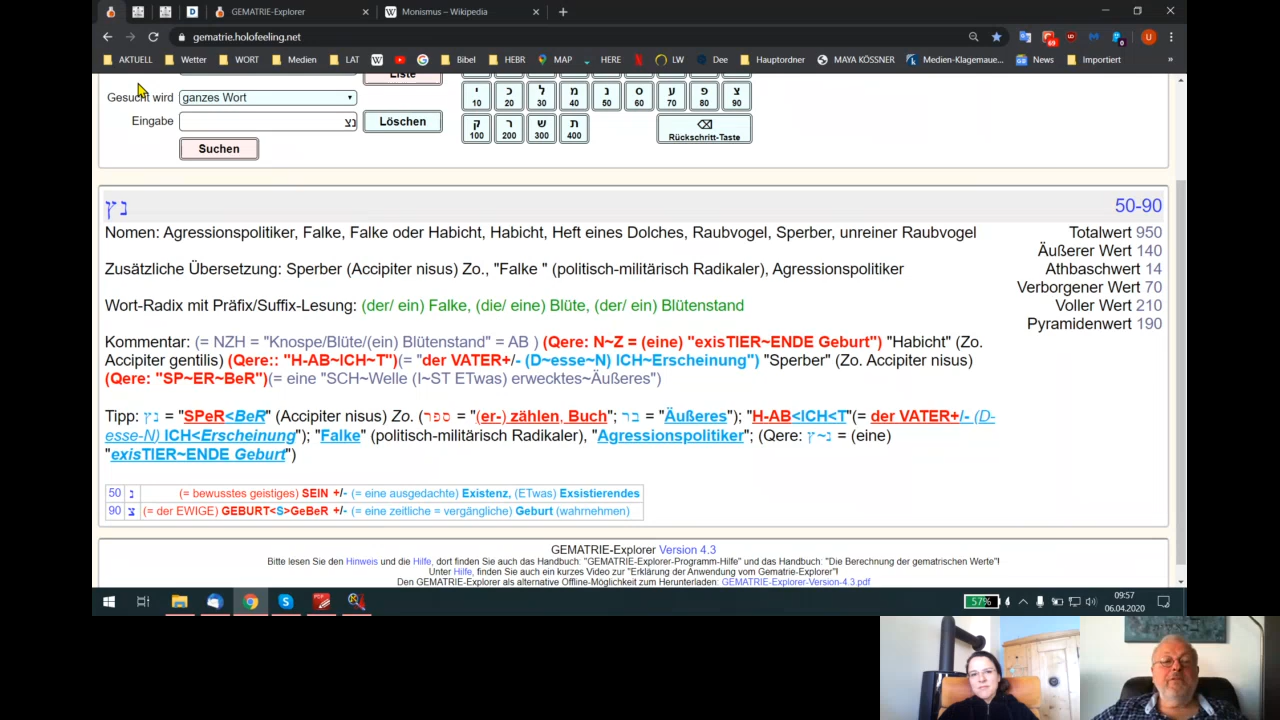 GEMATRIE-Explorer
Monismus – Wikipedia
gematrie.holofeeling.net
69
0
U
AKTUELL Wetter WORT Medien LAT Bibel HEBR MAP HERE LW Dee Hauptordner MAYA KÖSSNER Medien-Klagemaue... News Importiert »
Liste
Gesucht wird ganzes Wort
Eingabe נצ Löschen
Suchen
י כ ל מ נ ס ע פ צ
10 20 30 40 50 60 70 80 90
ק ר ש ת
100 200 300 400 Rückschritt-Taste
נץ 50-90
Nomen: Agressionspolitiker, Falke, Falke oder Habicht, Habicht, Heft eines Dolches, Raubvogel, Sperber, unreiner Raubvogel
Totalwert 950
Äußerer Wert 140
Athbaschwert 14
Verborgener Wert 70
Voller Wert 210
Pyramidenwert 190
Zusätzliche Übersetzung: Sperber (Accipiter nisus) Zo., "Falke " (politisch-militärisch Radikaler), Agressionspolitiker
Wort-Radix mit Präfix/Suffix-Lesung: (der/ ein) Falke, (die/ eine) Blüte, (der/ ein) Blütenstand
Kommentar: (= NZH = "Knospe/Blüte/(ein) Blütenstand" = AB ) (Qere: N~Z = (eine) "exisTIER~ENDE Geburt") "Habicht" (Zo.
Accipiter gentilis) (Qere:: "H-AB~ICH~T")(= "der VATER+/- (D~esse~N) ICH~Erscheinung") "Sperber" (Zo. Accipiter nisus)
(Qere: "SP~ER~BeR")(= eine "SCH~Welle (I~ST ETwas) erwecktes~Äußeres")
Tipp: נץ = "SPeR<BeR" (Accipiter nisus) Zo. (ספר = "(er-) zählen, Buch"; בר = "Äußeres"); "H-AB<ICH<T"(= der VATER+/- (D-
esse-N) ICH<Erscheinung"); "Falke" (politisch-militärisch Radikaler), "Agressionspolitiker"; (Qere: נ~ץ = (eine)
"exisTIER~ENDE Geburt")
50 נ (= bewusstes geistiges) SEIN +/- (= eine ausgedachte) Existenz, (ETwas) Exsistierendes
90 צ (= der EWIGE) GEBURT<S>GeBeR +/- (= eine zeitliche = vergängliche) Geburt (wahrnehmen)
GEMATRIE-Explorer Version 4.3
Bitte lesen Sie den Hinweis und die Hilfe, dort finden Sie auch das Handbuch: "GEMATRIE-Explorer-Programm-Hilfe" und das Handbuch: "Die Berechnung der gematrischen Werte"!
Unter Hilfe, finden Sie auch ein kurzes Video zur "Erklärung der Anwendung vom Gematrie-Explorer"!
Den GEMATRIE-Explorer als alternative Offline-Möglichkeit zum Herunterladen: GEMATRIE-Explorer-Version-4.3.pdf
57%
09:57
06.04.2020